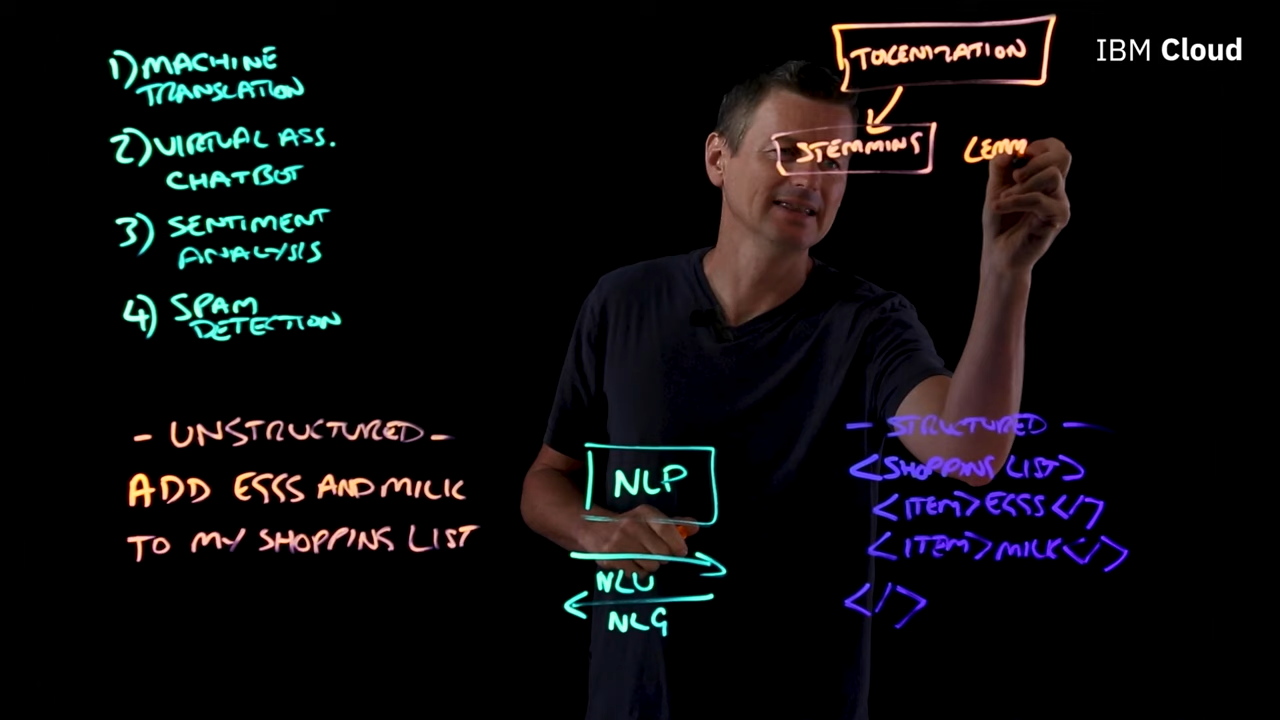 1) MACHINE
TRANSLATION
2) VIRTUAL ASS.
CHATBOT
3) SENTIMENT
ANALYSIS
4) SPAM
DETECTION
- UNSTRUCTURED -
ADD EGGS AND MILK
TO MY SHOPPING LIST
NLP
NLU
NLG
TOKENIZATION
STEMMING LEMM
IBM Cloud
- STRUCTURED -
<SHOPPING LIST>
<ITEM> EGGS </>
<ITEM> MILK </>
</>